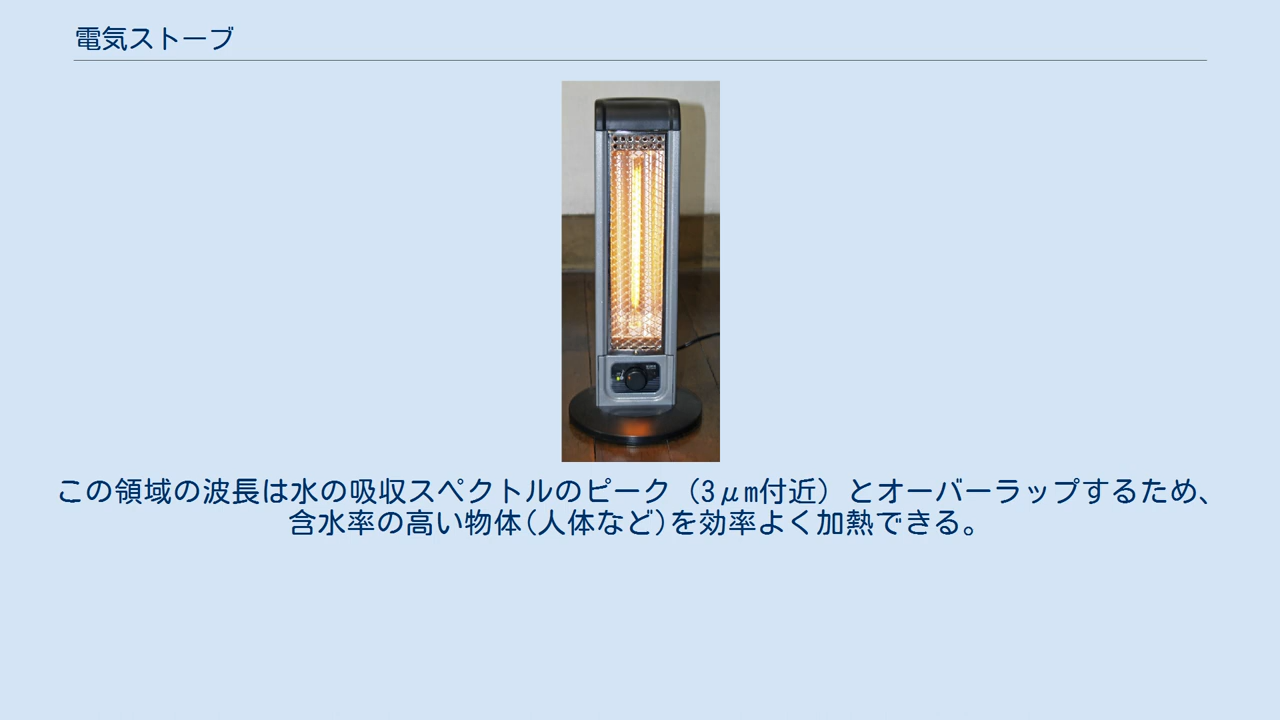 電気ストーブ
この領域の波長は水の吸収スペクトルのピーク（3μm付近）とオーバーラップするため、
含水率の高い物体(人体など)を効率よく加熱できる。